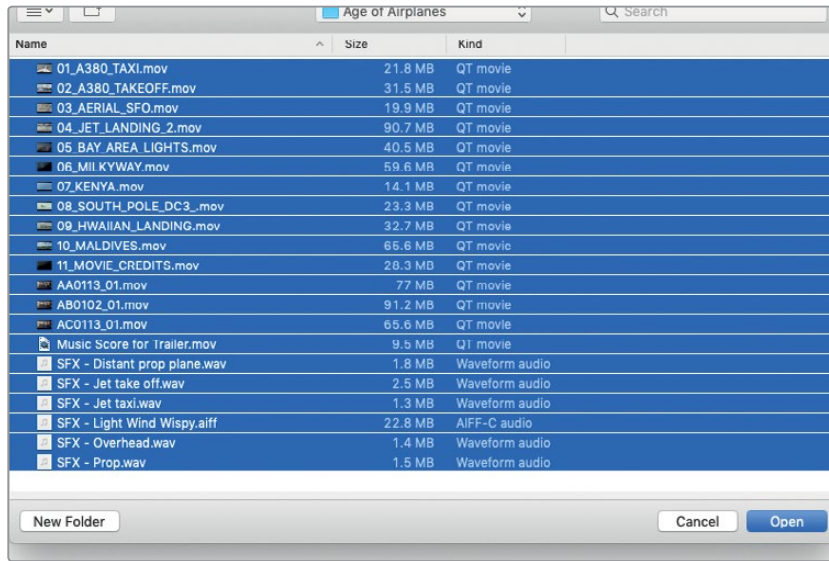 Age of Airplanes Search
Name Size Kind
01_A380_TAXI.mov 21.8 MB QT movie
02_A380_TAKEOFF.mov 31.5 MB QT movie
03_AERIAL_SFO.mov 19.9 MB QT movie
04_JET_LANDING_2.mov 90.7 MB QT movie
05_BAY AREA LIGHTS.mov 40.5 MB QT movie
06_MILKYWAY.mov 59.6 MB QT movie
07_KENYA.mov 14.1 MB QT movie
08_SOUTH_POLE_DC3_.mov 23.3 MB QT movie
09_HWAIIAN_LANDING.mov 32.7 MB QT movie
10_MALDIVES.mov 65.6 MB QT movie
11_MOVIE_CREDITS.mov 28.3 MB QT movie
AA0113_01.mov 77 MB QT movie
AB0102_01.mov 91.2 MB QT movie
AC0113_01.mov 65.6 MB QT movie
Music Score for Trailer.mov 9.5 MB QT movie
SFX - Distant prop plane.wav 1.8 MB Waveform audio
SFX - Jet take off.wav 2.5 MB Waveform audio
SFX - Jet taxi.wav 1.3 MB Waveform audio
SFX - Light Wind Wispy.aiff 22.8 MB AIFF-C audio
SFX - Overhead.wav 1.4 MB Waveform audio
SFX - Prop.wav 1.5 MB Waveform audio
New Folder Cancel Open